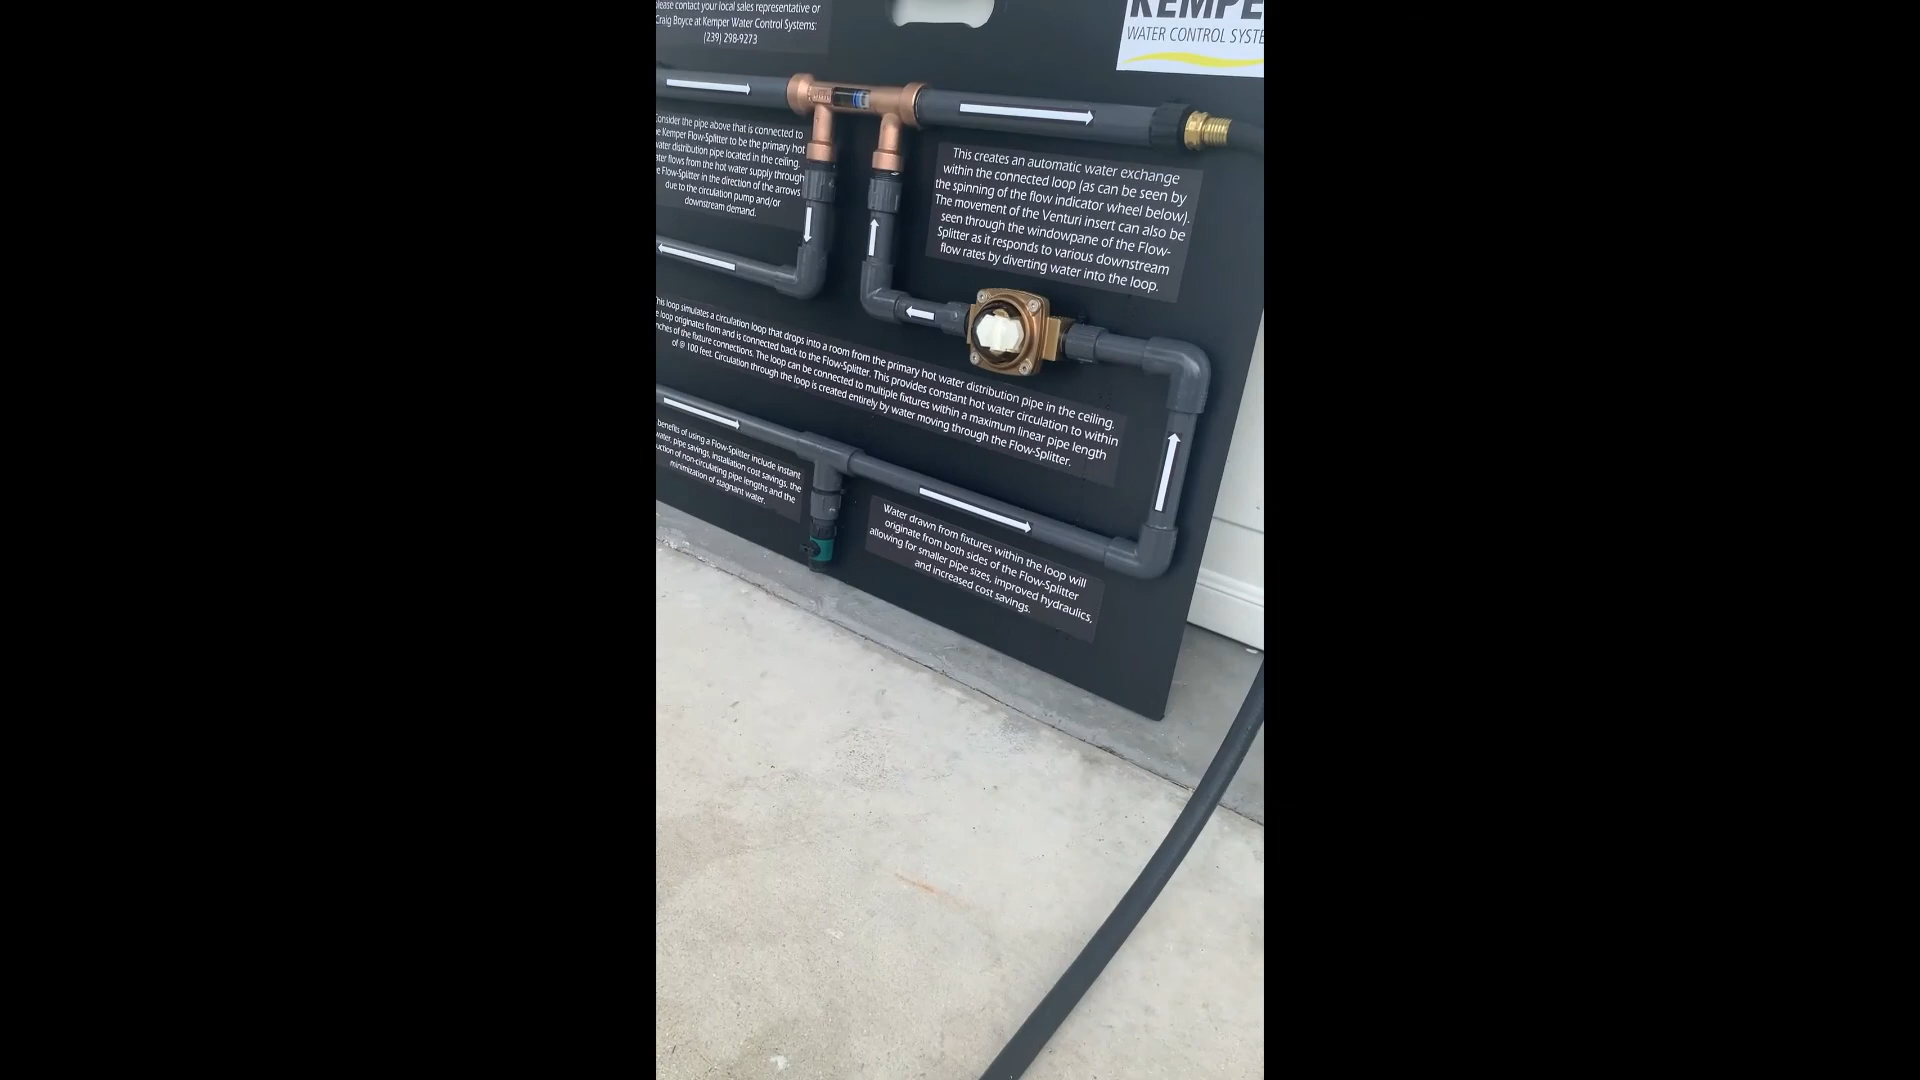 please contact your local sales representative or
Craig Boyce at Kemper Water Control Systems:
(239) 298-9273
KEMPE
WATER CONTROL SYSTE
Consider the pipe above that is connected to
Kemper Flow-Splitter to be the primary hot
water distribution pipe located in the ceiling.
flows from the hot water supply through
Flow-Splitter in the direction of the arrows
due to the circulation pump and/or
downstream demand.
This creates an automatic water exchange
within the connected loop (as can be seen by
the spinning of the flow indicator wheel below).
The movement of the Venturi insert can also be
seen through the windowpane of the Flow-
Splitter as it responds to various downstream
flow rates by diverting water into the loop.
This loop simulates a circulation loop that drops into a room from the primary hot water distribution pipe in the ceiling.
loop originates from and is connected back to the Flow-Splitter. This provides constant hot water circulation to within
inches of the fixture connections. The loop can be connected to multiple fixtures within a maximum linear pipe length
of @ 100 feet. Circulation through the loop is created entirely by water moving through the Flow-Splitter.
benefits of using a Flow-Splitter include instant
water, pipe savings, installation cost savings, the
uction of non-circulating pipe lengths and the
minimization of stagnant water.
Water drawn from fixtures within the loop will
originate from both sides of the Flow-Splitter
allowing for smaller pipe sizes, improved hydraulics,
and increased cost savings.